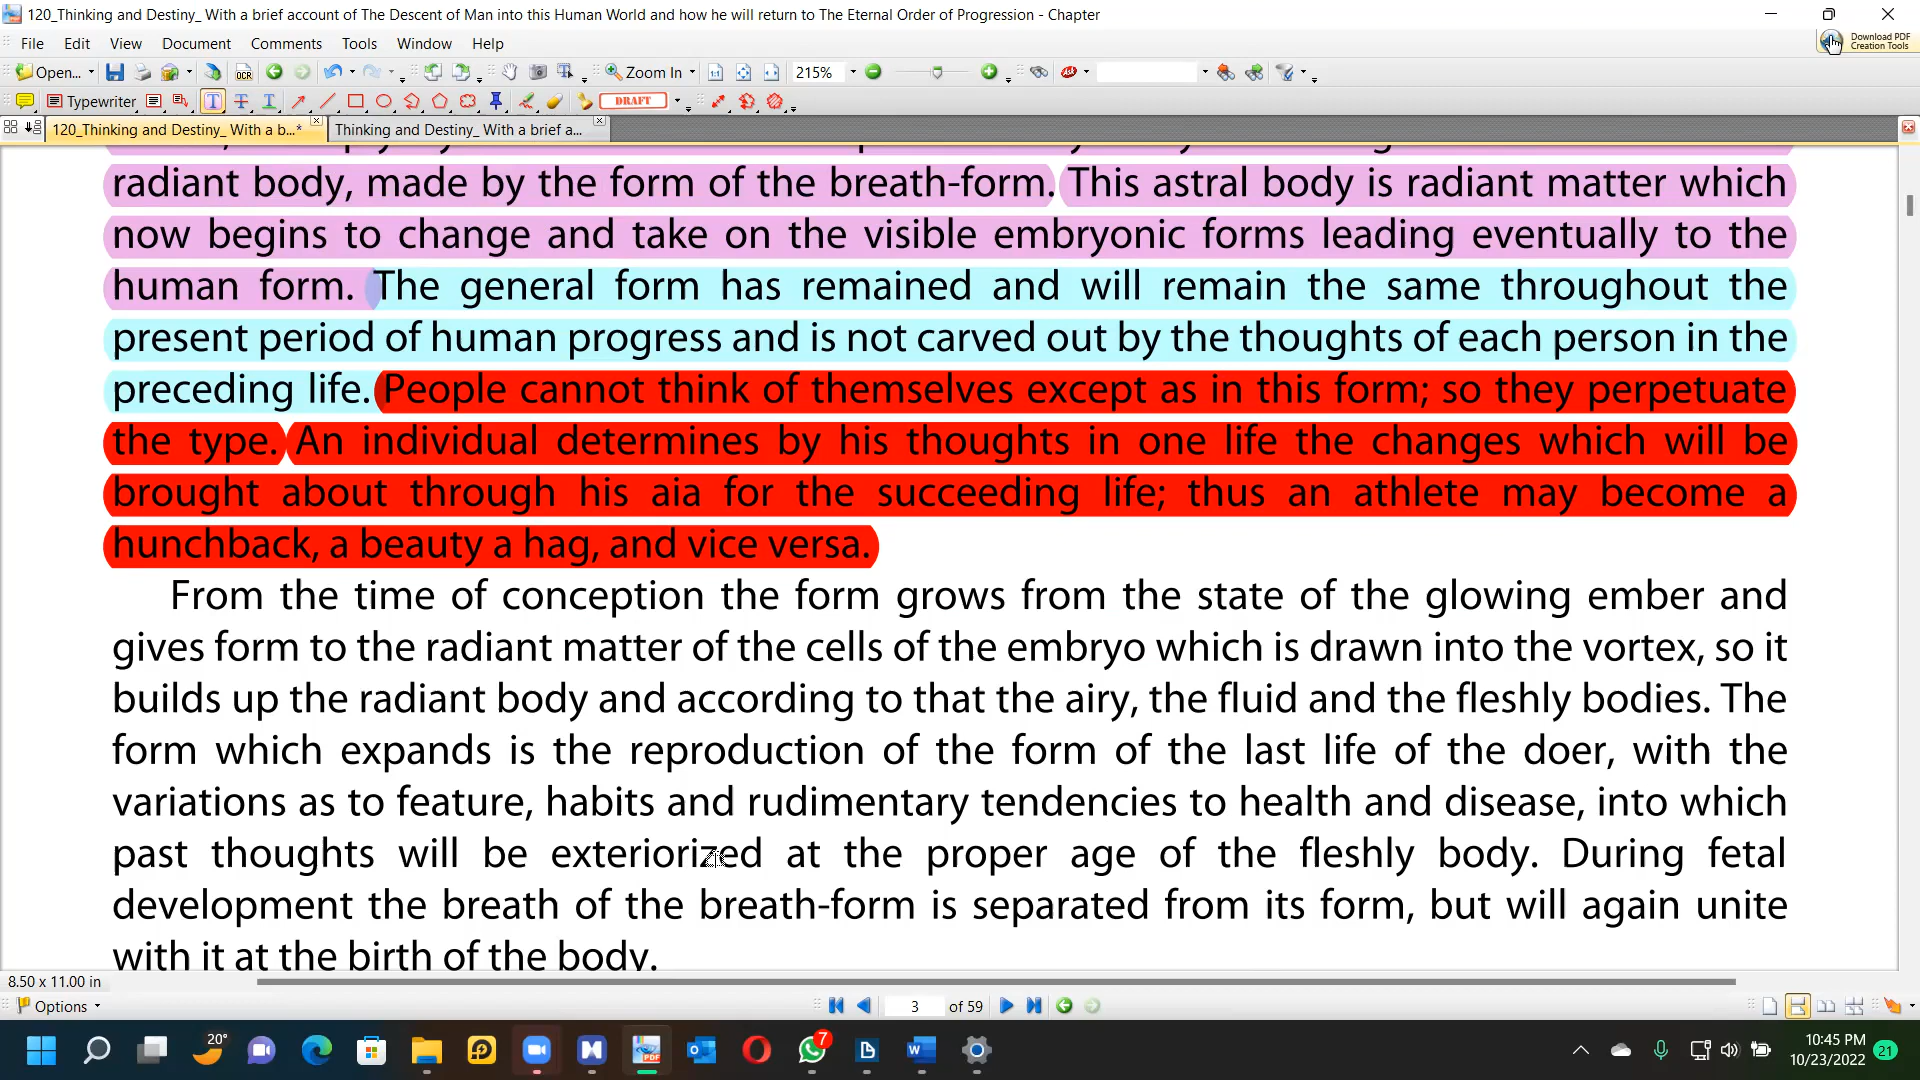 120_Thinking and Destiny_ With a brief account of The Descent of Man into this Human World and how he will return to The Eternal Order of Progression - Chapter
File Edit View Document Comments Tools Window Help
Download PDF
Creation Tools
Open... OCR Zoom In 215%
Typewriter DRAFT
120_Thinking and Destiny_ With a b...* Thinking and Destiny_ With a brief a...
radiant body, made by the form of the breath-form. This astral body is radiant matter which
now begins to change and take on the visible embryonic forms leading eventually to the
human form. The general form has remained and will remain the same throughout the
present period of human progress and is not carved out by the thoughts of each person in the
preceding life. People cannot think of themselves except as in this form; so they perpetuate
the type. An individual determines by his thoughts in one life the changes which will be
brought about through his aia for the succeeding life; thus an athlete may become a
hunchback, a beauty a hag, and vice versa.
From the time of conception the form grows from the state of the glowing ember and
gives form to the radiant matter of the cells of the embryo which is drawn into the vortex, so it
builds up the radiant body and according to that the airy, the fluid and the fleshly bodies. The
form which expands is the reproduction of the form of the last life of the doer, with the
variations as to feature, habits and rudimentary tendencies to health and disease, into which
past thoughts will be exteriorized at the proper age of the fleshly body. During fetal
development the breath of the breath-form is separated from its form, but will again unite
with it at the birth of the body.
8.50 x 11.00 in
Options 3 of 59
20° 7 10:45 PM
10/23/2022 21